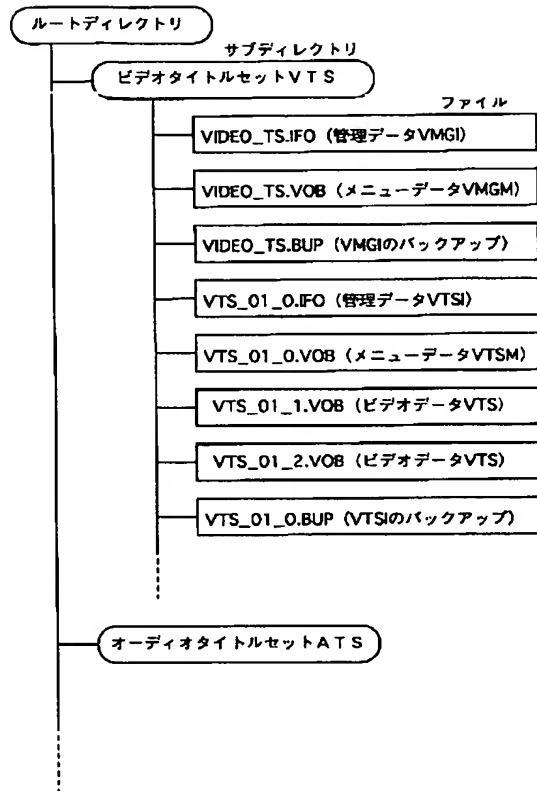 ルートディレクトリ
サブディレクトリ
ビデオタイトルセットVTS
ファイル
VIDEO_TS.IFO (管理データVMGI)
VIDEO_TS.VOB (メニューデータVMGM)
VIDEO_TS.BUP (VMGIのバックアップ)
VTS_01_0.IFO (管理データVTSI)
VTS_01_0.VOB (メニューデータVTSM)
VTS_01_1.VOB (ビデオデータVTS)
VTS_01_2.VOB (ビデオデータVTS)
VTS_01_0.BUP (VTSIのバックアップ)
オーディオタイトルセットATS